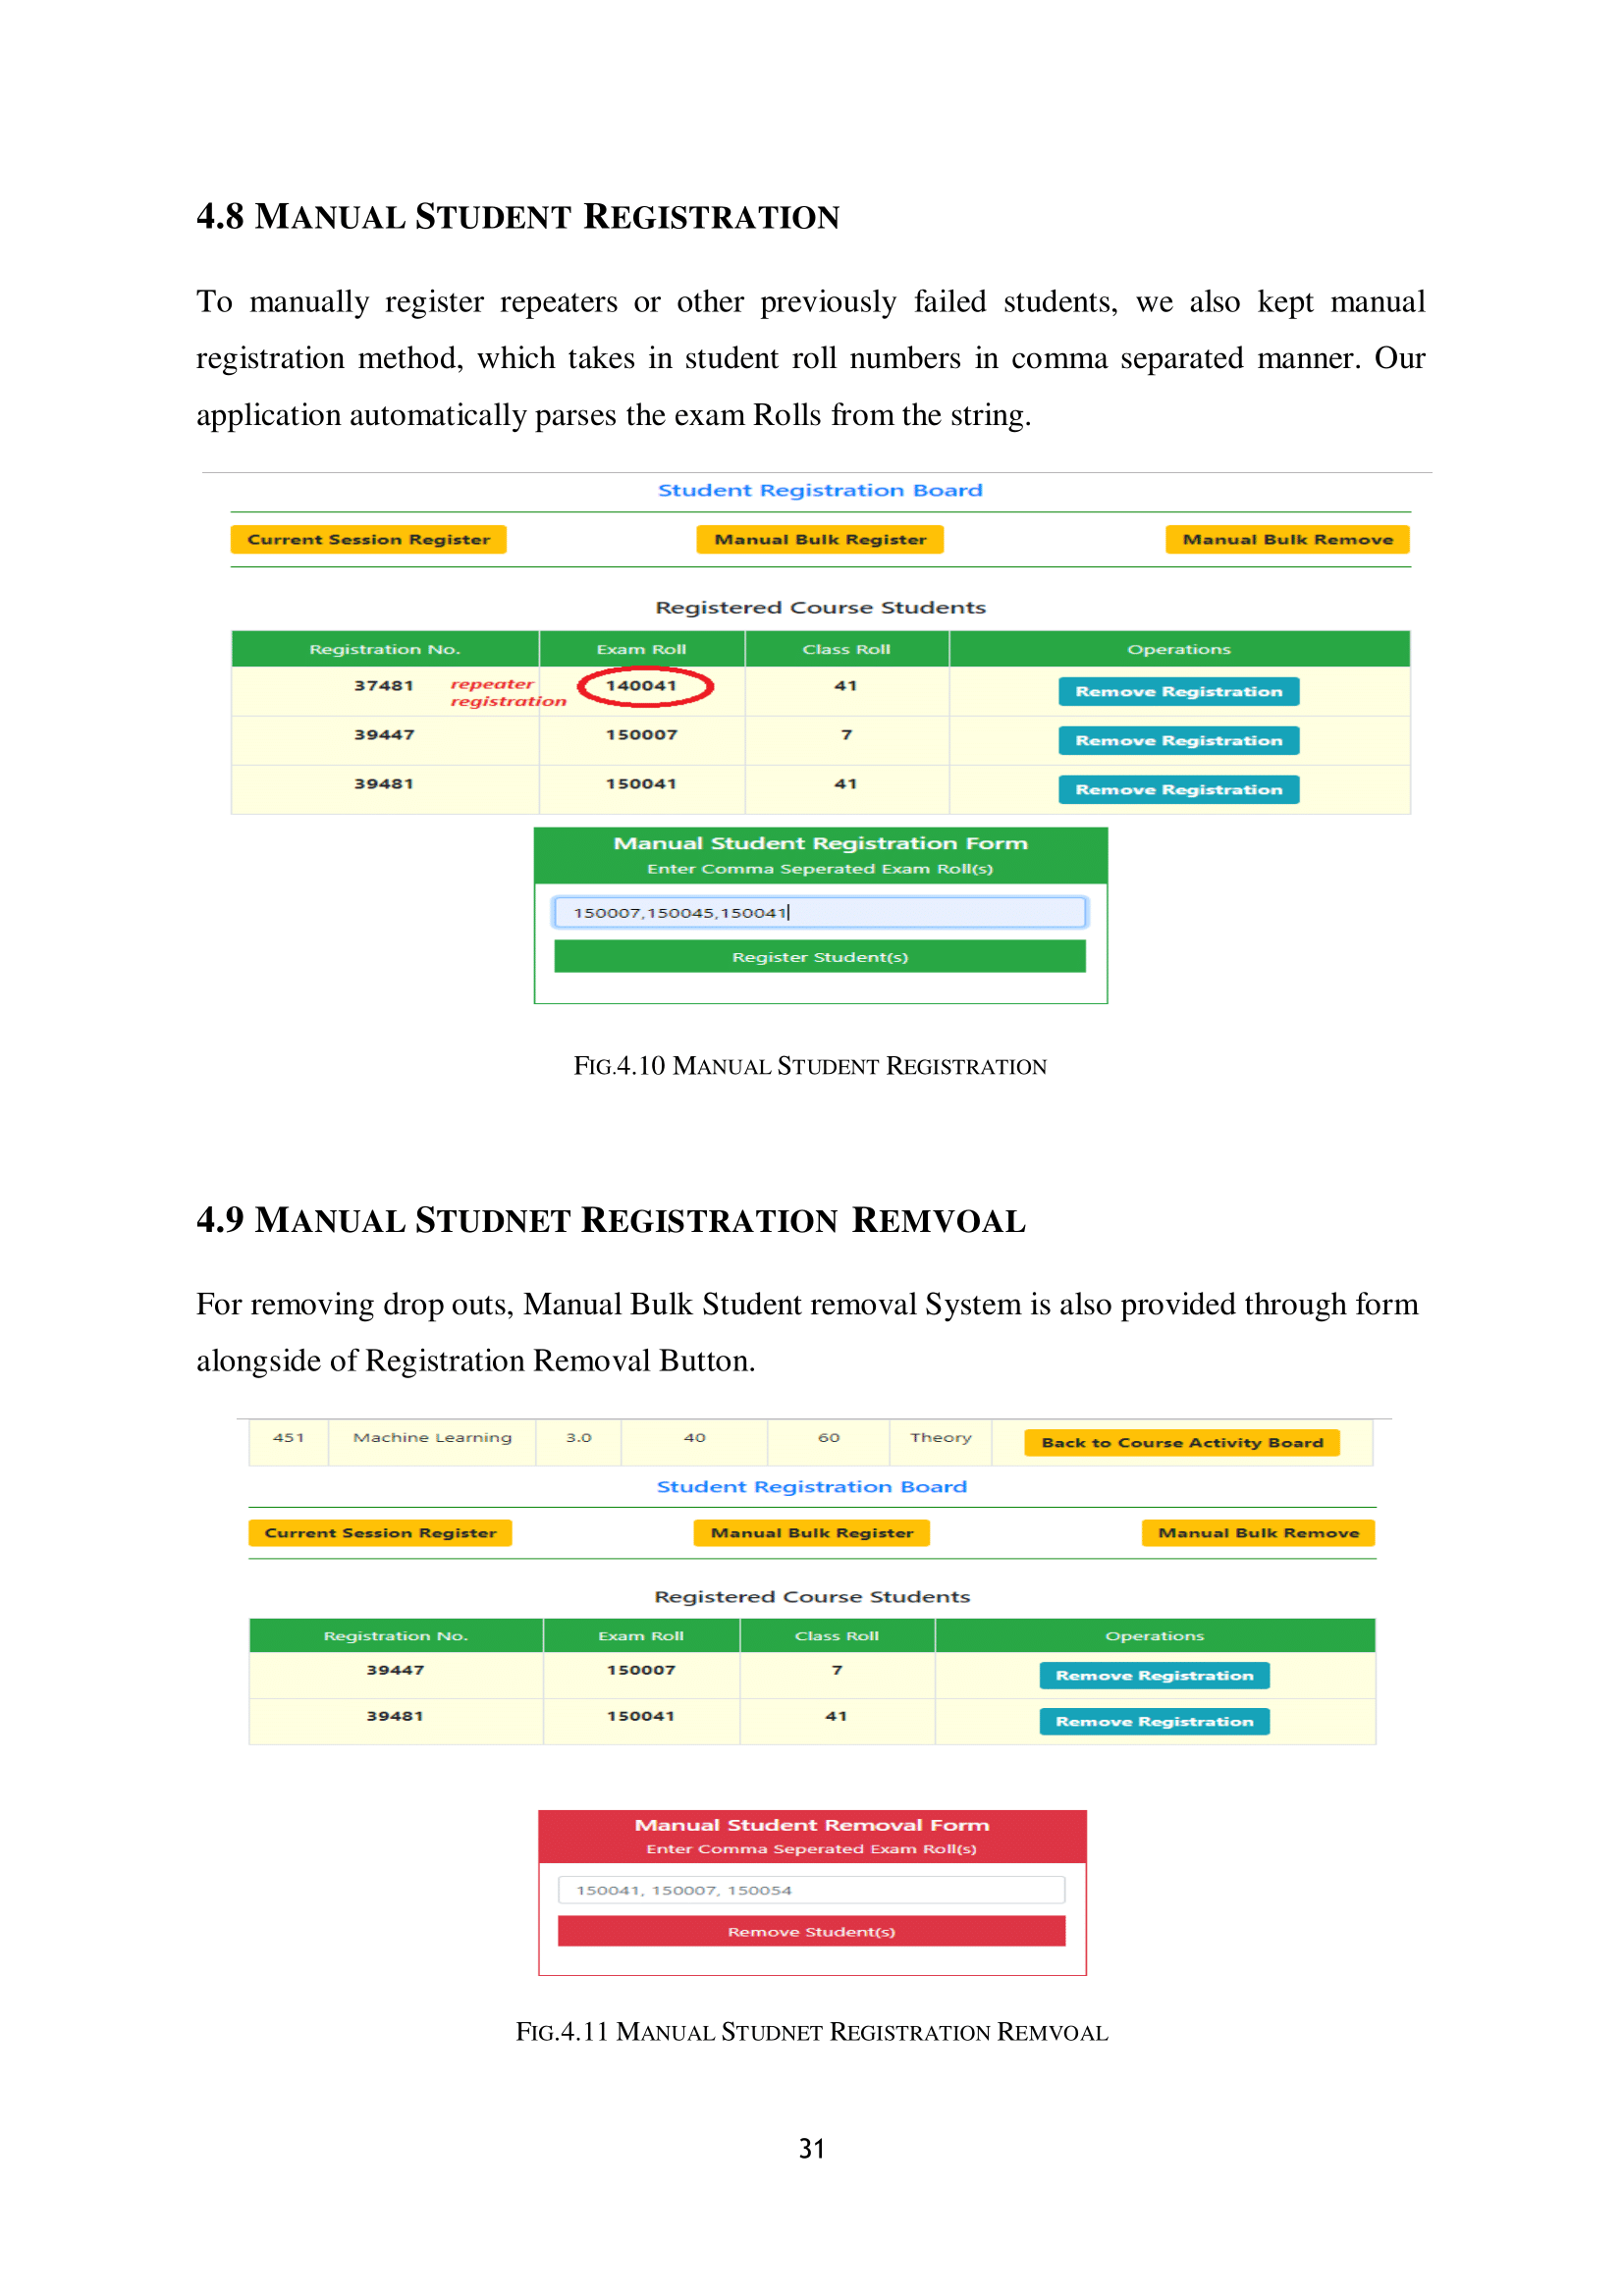 4.8 MANUAL STUDENT REGISTRATION
To manually register repeaters or other previously failed students, we also kept manual
registration method, which takes in student roll numbers in comma separated manner. Our
application automatically parses the exam Rolls from the string.
Student Registration Board
Current Session Register Manual Bulk Register Manual Bulk Remove
Registered Course Students
Registration No. Exam Roll Class Roll Operations
37481 repeater registration 140041 41 Remove Registration
39447 150007 7 Remove Registration
39481 150041 41 Remove Registration
Manual Student Registration Form
Enter Comma Seperated Exam Roll(s)
150007,150045,150041
Register Student(s)
FIG.4.10 MANUAL STUDENT REGISTRATION
4.9 MANUAL STUDNET REGISTRATION REMVOAL
For removing drop outs, Manual Bulk Student removal System is also provided through form
alongside of Registration Removal Button.
451 Machine Learning 3.0 40 60 Theory Back to Course Activity Board
Student Registration Board
Current Session Register Manual Bulk Register Manual Bulk Remove
Registered Course Students
Registration No. Exam Roll Class Roll Operations
39447 150007 7 Remove Registration
39481 150041 41 Remove Registration
Manual Student Removal Form
Enter Comma Seperated Exam Roll(s)
150041, 150007, 150054
Remove Student(s)
FIG.4.11 MANUAL STUDNET REGISTRATION REMVOAL
31